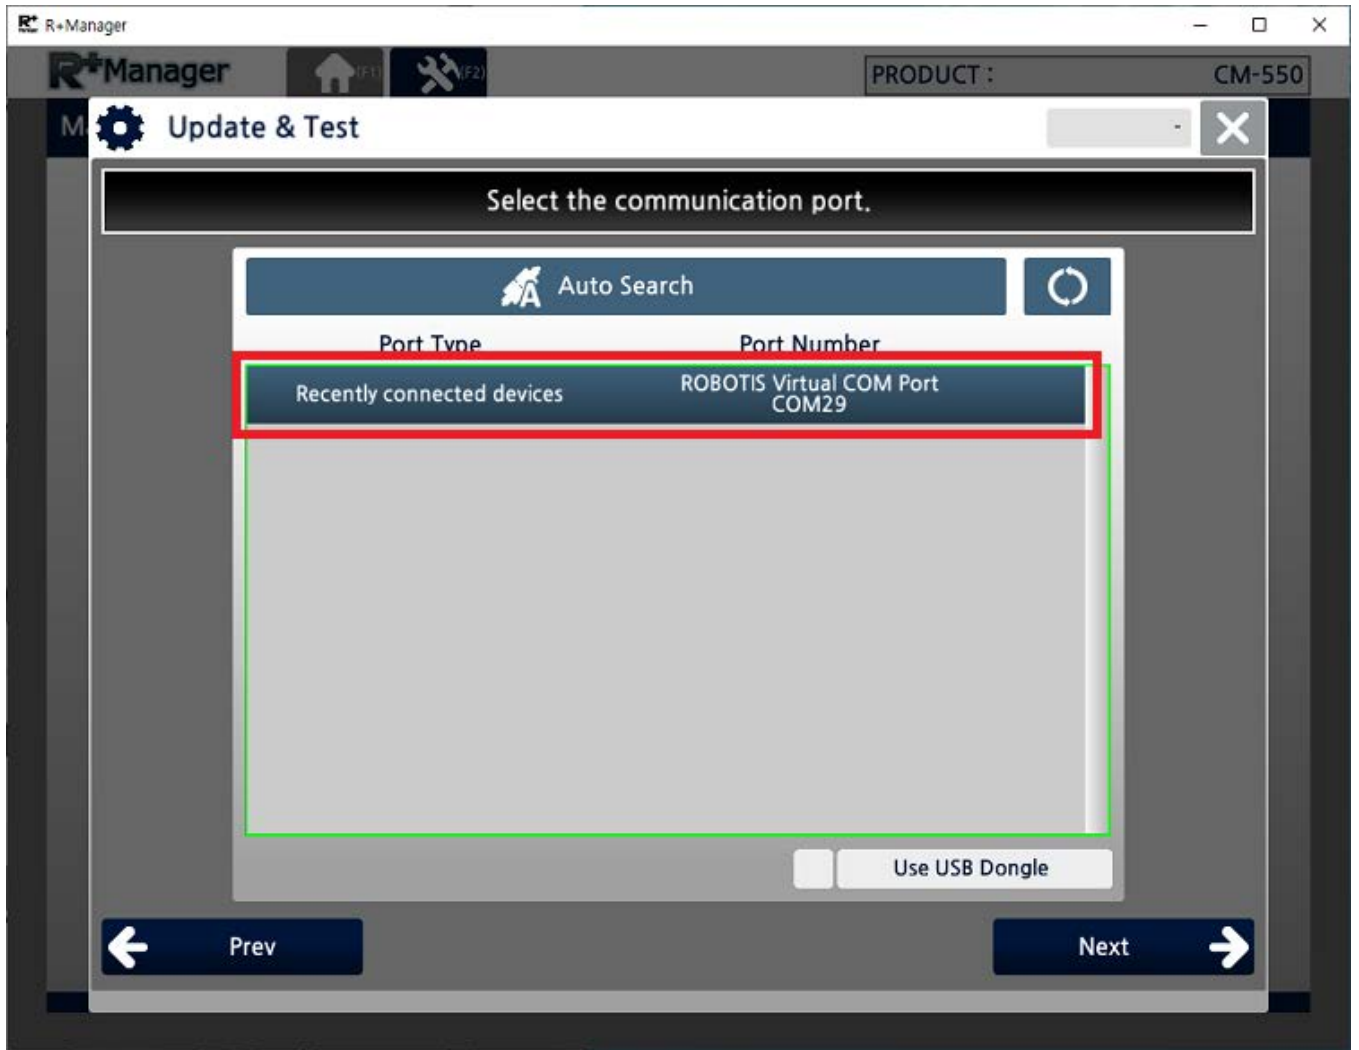 R+Manager
R+Manager
(F1)
(F2)
PRODUCT :
CM-550
M
Update & Test
-
Select the communication port.
Auto Search
Port Type
Port Number
Recently connected devices
ROBOTIS Virtual COM Port
COM29
Use USB Dongle
Prev
Next